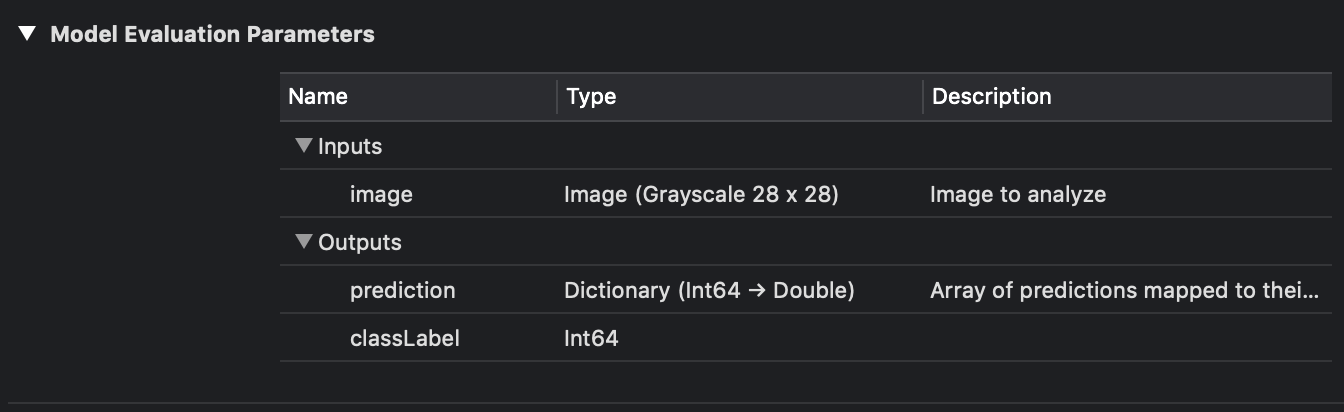 Model Evaluation Parameters
Name Type Description
Inputs
image Image (Grayscale 28 x 28) Image to analyze
Outputs
prediction Dictionary (Int64 → Double) Array of predictions mapped to thei...
classLabel Int64